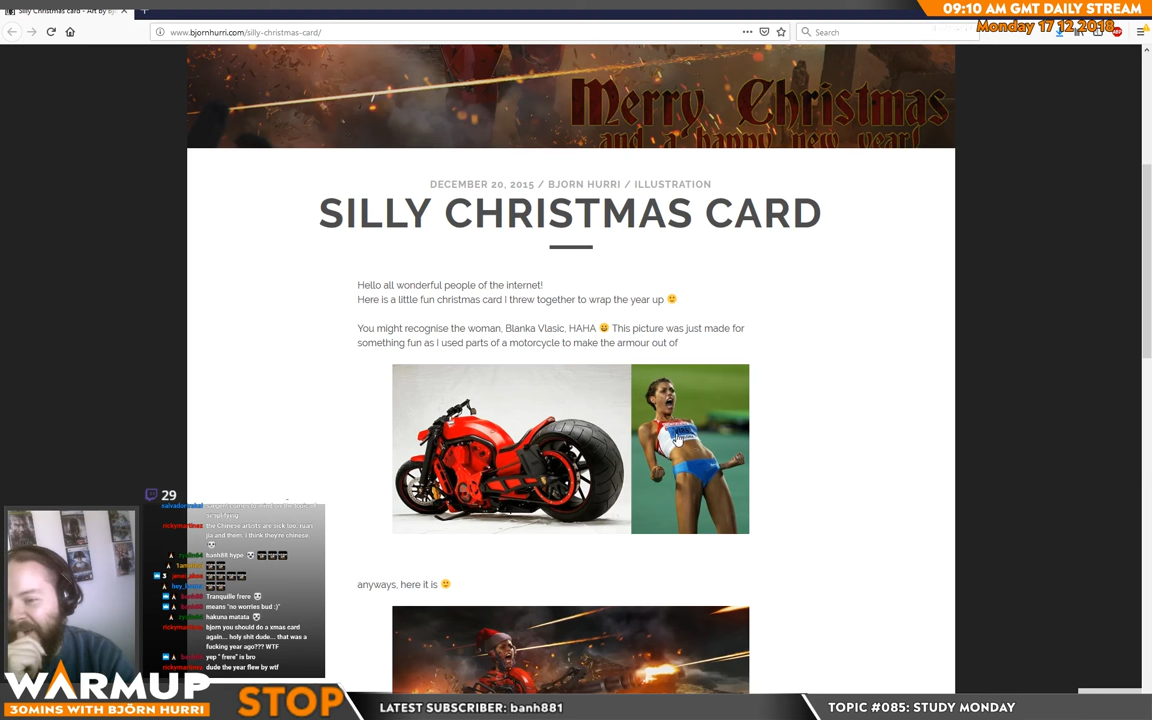 Silly Christmas card - Art by
09:10 AM GMT DAILY STREAM
Monday 17 12 2018
www.bjornhurri.com/silly-christmas-card/
Search
Merry Christmas
and a happy new year!
DECEMBER 20, 2015 / BJORN HURRI / ILLUSTRATION
SILLY CHRISTMAS CARD
Hello all wonderful people of the internet!
Here is a little fun christmas card I threw together to wrap the year up
You might recognise the woman, Blanka Vlasic, HAHA This picture was just made for
something fun as I used parts of a motorcycle to make the armour out of
anyways, here it is
29
simplifying
the Chinese artists are sick too, ruan
jia and them. I think they're chinese
banh88 hype
3
Tranquille frere
means "no worries bud :)"
hakuna matata
bjorn you should do a xmas card
again... holy shit dude... that was a
fucking year ago??? WTF
yep " frere" is bro
dude the year flew by wtf
WARMUP
30MINS WITH BJÖRN HURRI
STOP
LATEST SUBSCRIBER: banh881
TOPIC #085: STUDY MONDAY